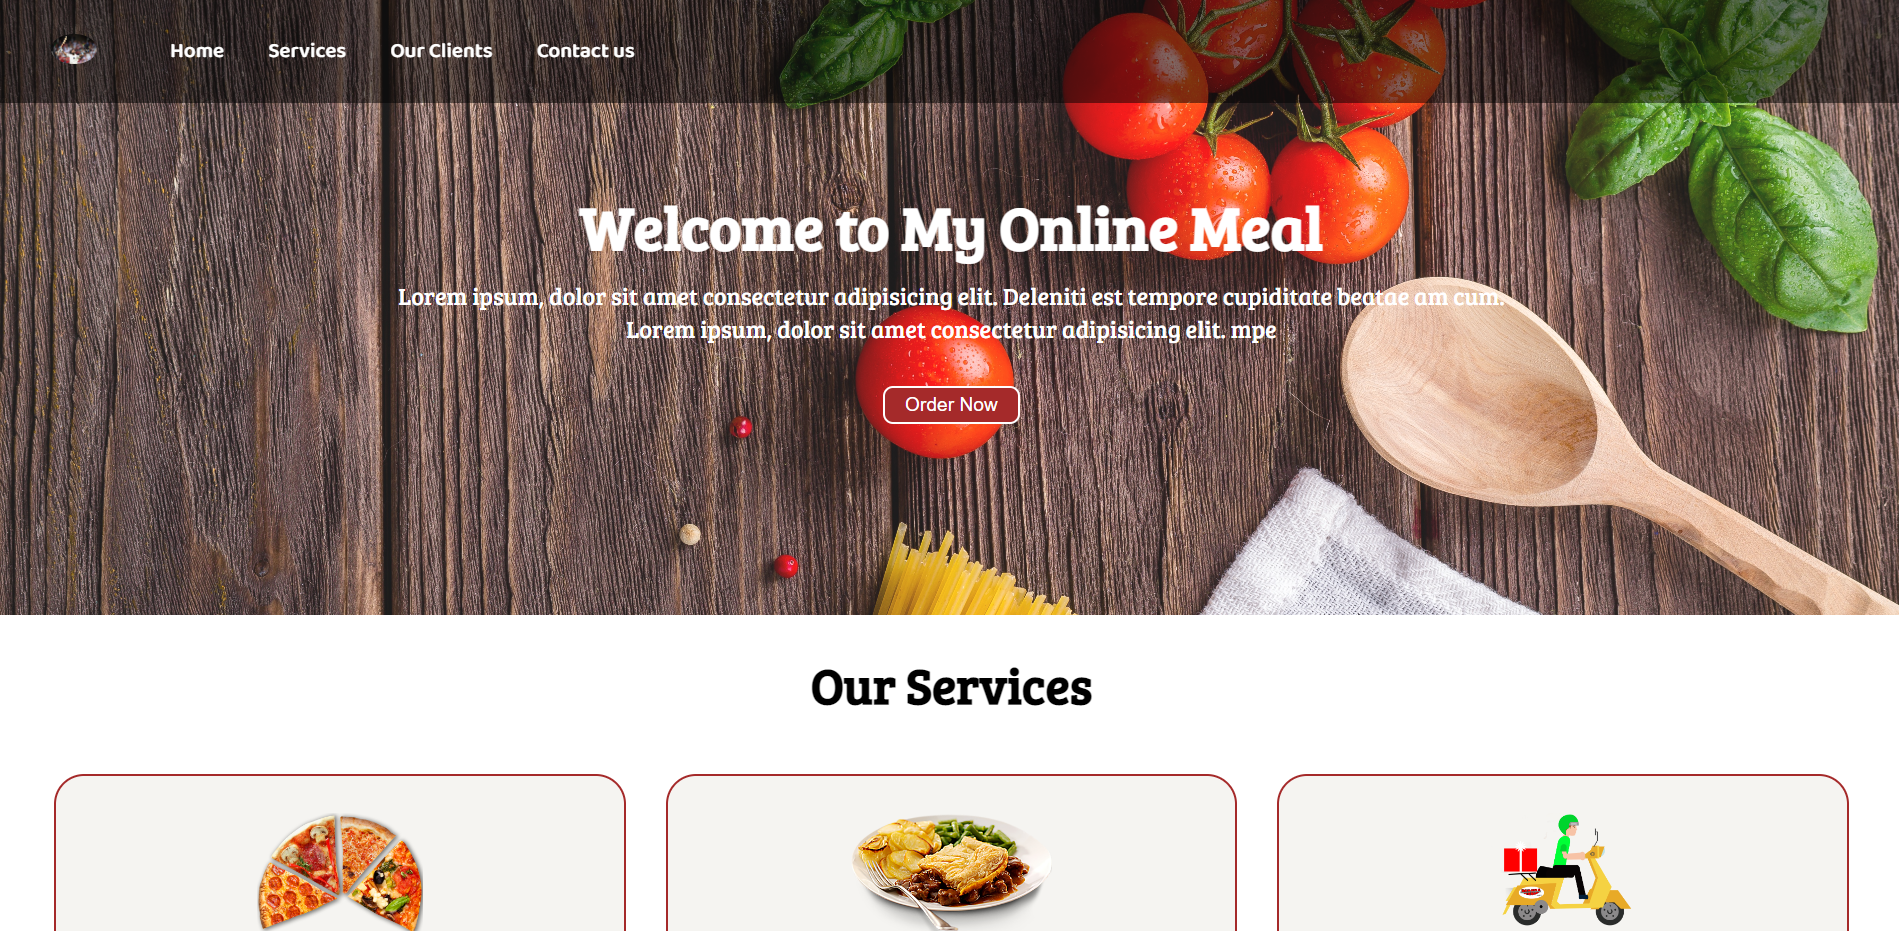 Home Services Our Clients Contact us
Welcome to My Online Meal
Lorem ipsum, dolor sit amet consectetur adipisicing elit. Deleniti est tempore cupiditate beatae am cum.
Lorem ipsum, dolor sit amet consectetur adipisicing elit. mpe
Order Now
Our Services